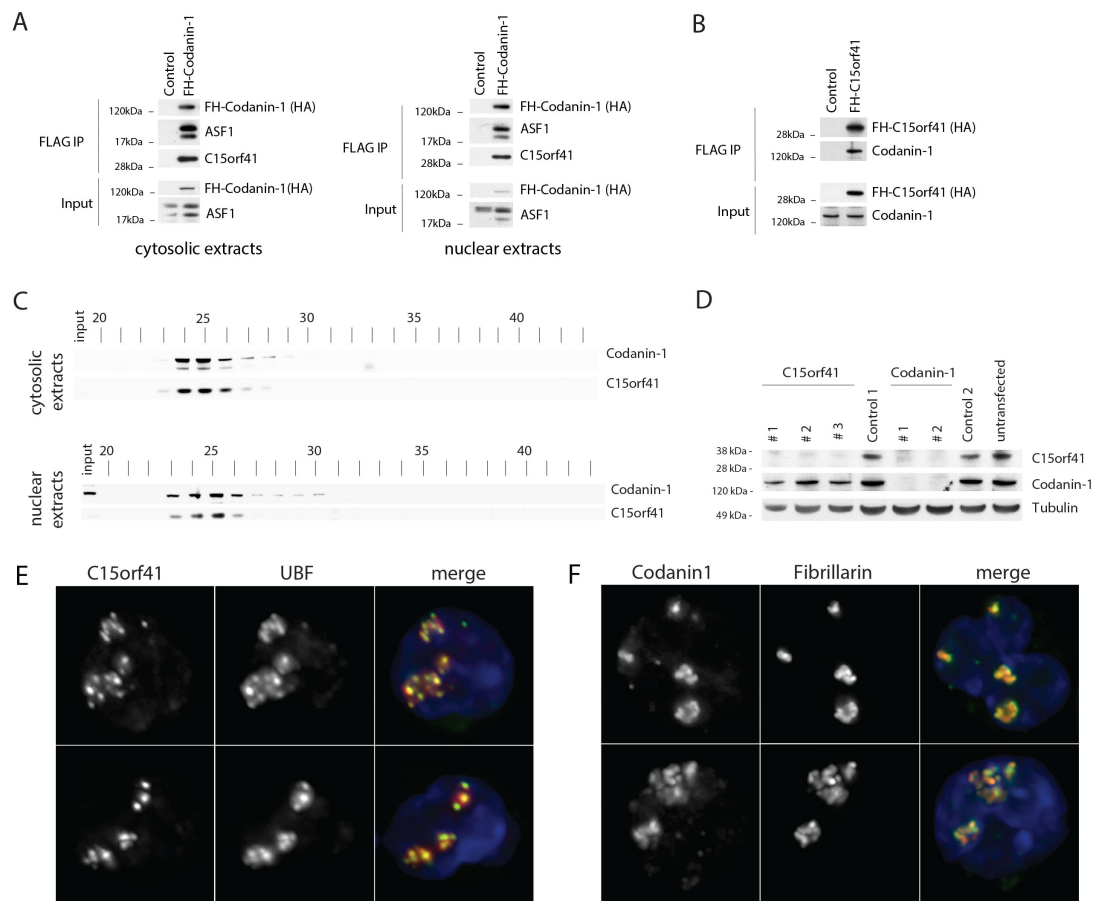 A
Control
FH-Codanin-1
120kDa
FH-Codanin-1 (HA)
FLAG IP
17kDa
ASF1
28kDa
C15orf41
Input
120kDa
FH-Codanin-1(HA)
17kDa
ASF1
cytosolic extracts
Control
FH-Codanin-1
120kDa
FH-Codanin-1 (HA)
FLAG IP
17kDa
ASF1
28kDa
C15orf41
Input
120kDa
FH-Codanin-1 (HA)
17kDa
ASF1
nuclear extracts
B
Control
FH-C15orf41
FLAG IP
28kDa
FH-C15orf41 (HA)
120kDa
Codanin-1
Input
28kDa
FH-C15orf41 (HA)
120kDa
Codanin-1
C
input 20 25 30 35 40
cytosolic extracts
Codanin-1
C15orf41
input 20 25 30 35 40
nuclear extracts
Codanin-1
C15orf41
D
C15orf41 Codanin-1
# 1 # 2 # 3 Control 1 # 1 # 2 Control 2 untransfected
38 kDa -
28 kDa -
C15orf41
120 kDa -
Codanin-1
49 kDa -
Tubulin
E
C15orf41 UBF merge
F
Codanin1 Fibrillarin merge